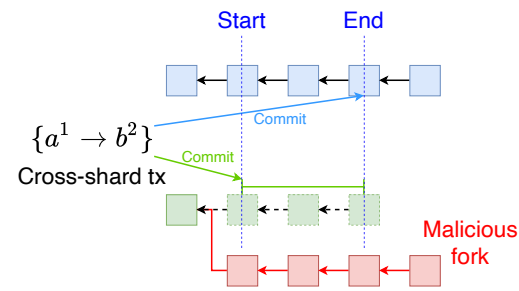 Start End
Commit
{a¹ → b²}
Commit
Cross-shard tx
Malicious
fork